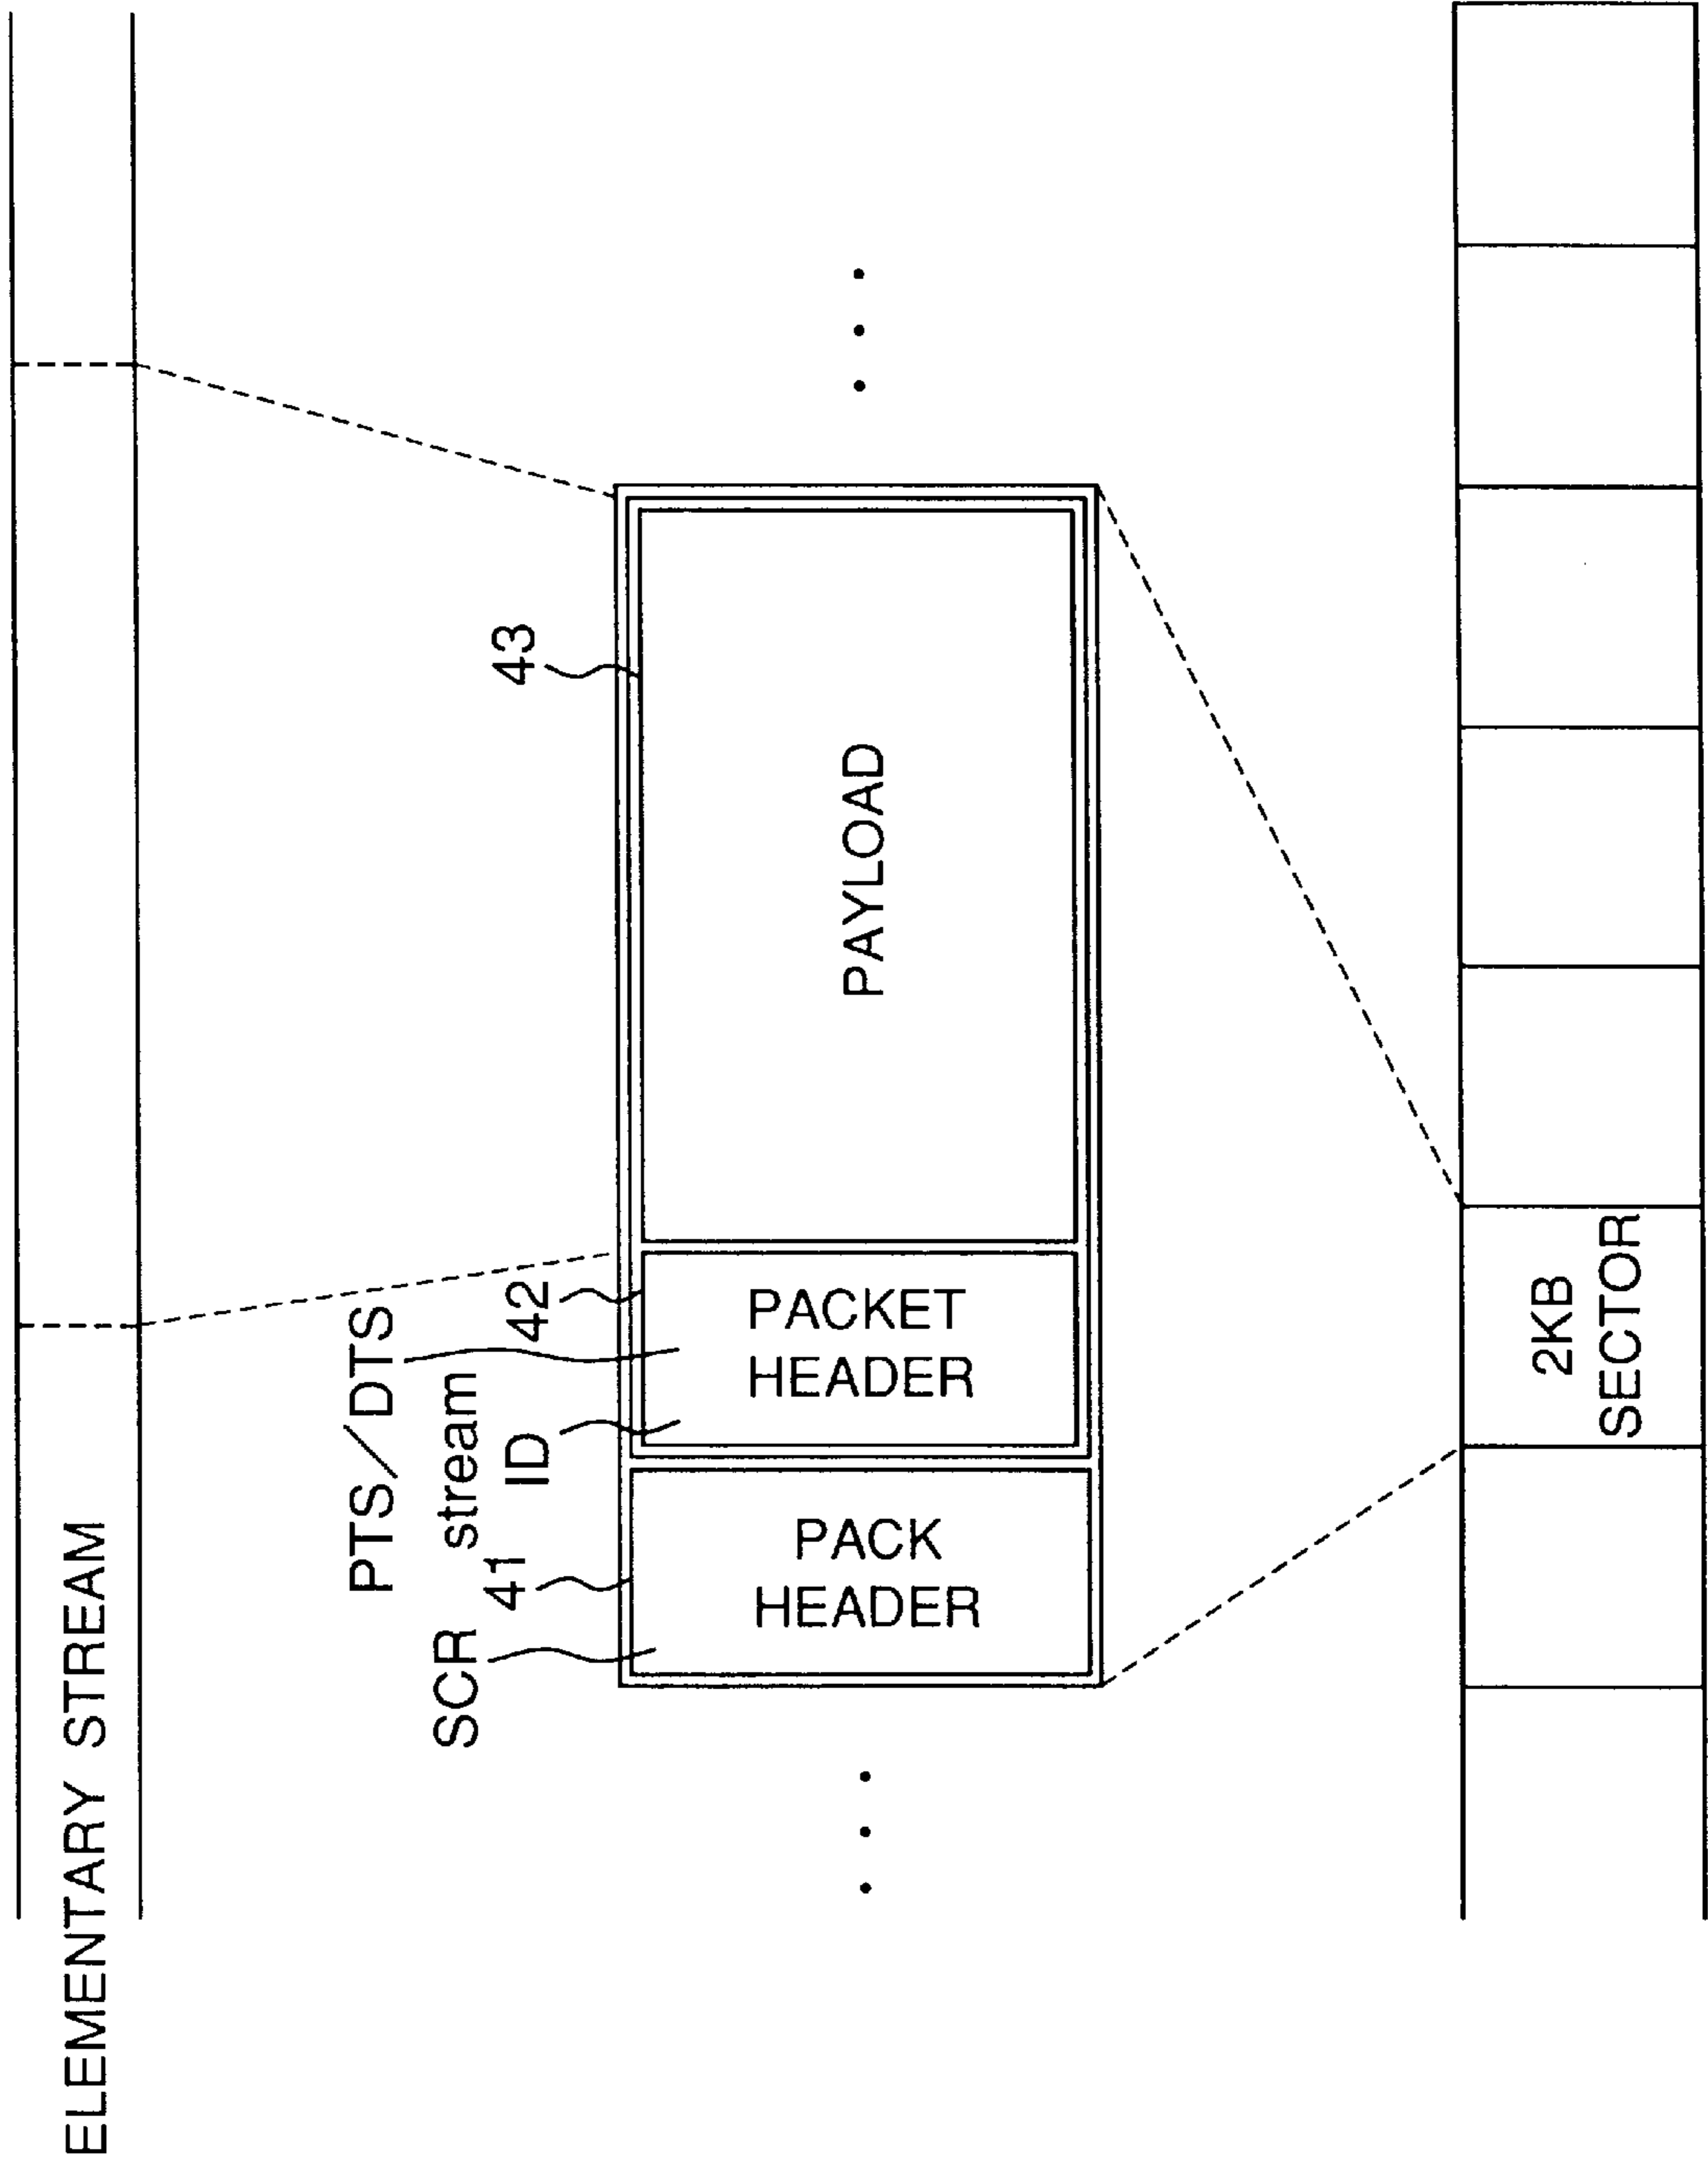 ELEMENTARY STREAM
PTS/DTS
SCR
stream
41
ID
42
43
PACK
HEADER
PACKET
HEADER
PAYLOAD
2KB
SECTOR